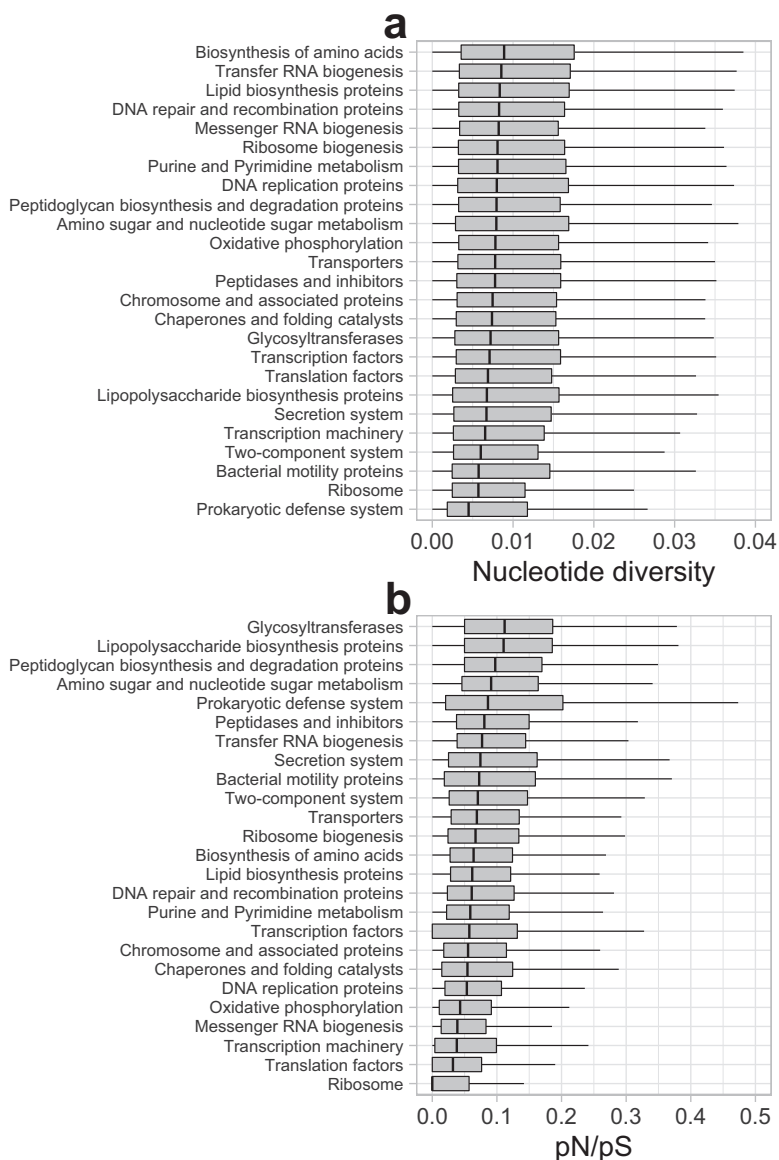 a
Biosynthesis of amino acids
Transfer RNA biogenesis
Lipid biosynthesis proteins
DNA repair and recombination proteins
Messenger RNA biogenesis
Ribosome biogenesis
Purine and Pyrimidine metabolism
DNA replication proteins
Peptidoglycan biosynthesis and degradation proteins
Amino sugar and nucleotide sugar metabolism
Oxidative phosphorylation
Transporters
Peptidases and inhibitors
Chromosome and associated proteins
Chaperones and folding catalysts
Glycosyltransferases
Transcription factors
Translation factors
Lipopolysaccharide biosynthesis proteins
Secretion system
Transcription machinery
Two-component system
Bacterial motility proteins
Ribosome
Prokaryotic defense system
0.00 0.01 0.02 0.03 0.04
Nucleotide diversity
b
Glycosyltransferases
Lipopolysaccharide biosynthesis proteins
Peptidoglycan biosynthesis and degradation proteins
Amino sugar and nucleotide sugar metabolism
Prokaryotic defense system
Peptidases and inhibitors
Transfer RNA biogenesis
Secretion system
Bacterial motility proteins
Two-component system
Transporters
Ribosome biogenesis
Biosynthesis of amino acids
Lipid biosynthesis proteins
DNA repair and recombination proteins
Purine and Pyrimidine metabolism
Transcription factors
Chromosome and associated proteins
Chaperones and folding catalysts
DNA replication proteins
Oxidative phosphorylation
Messenger RNA biogenesis
Transcription machinery
Translation factors
Ribosome
0.0 0.1 0.2 0.3 0.4 0.5
pN/pS